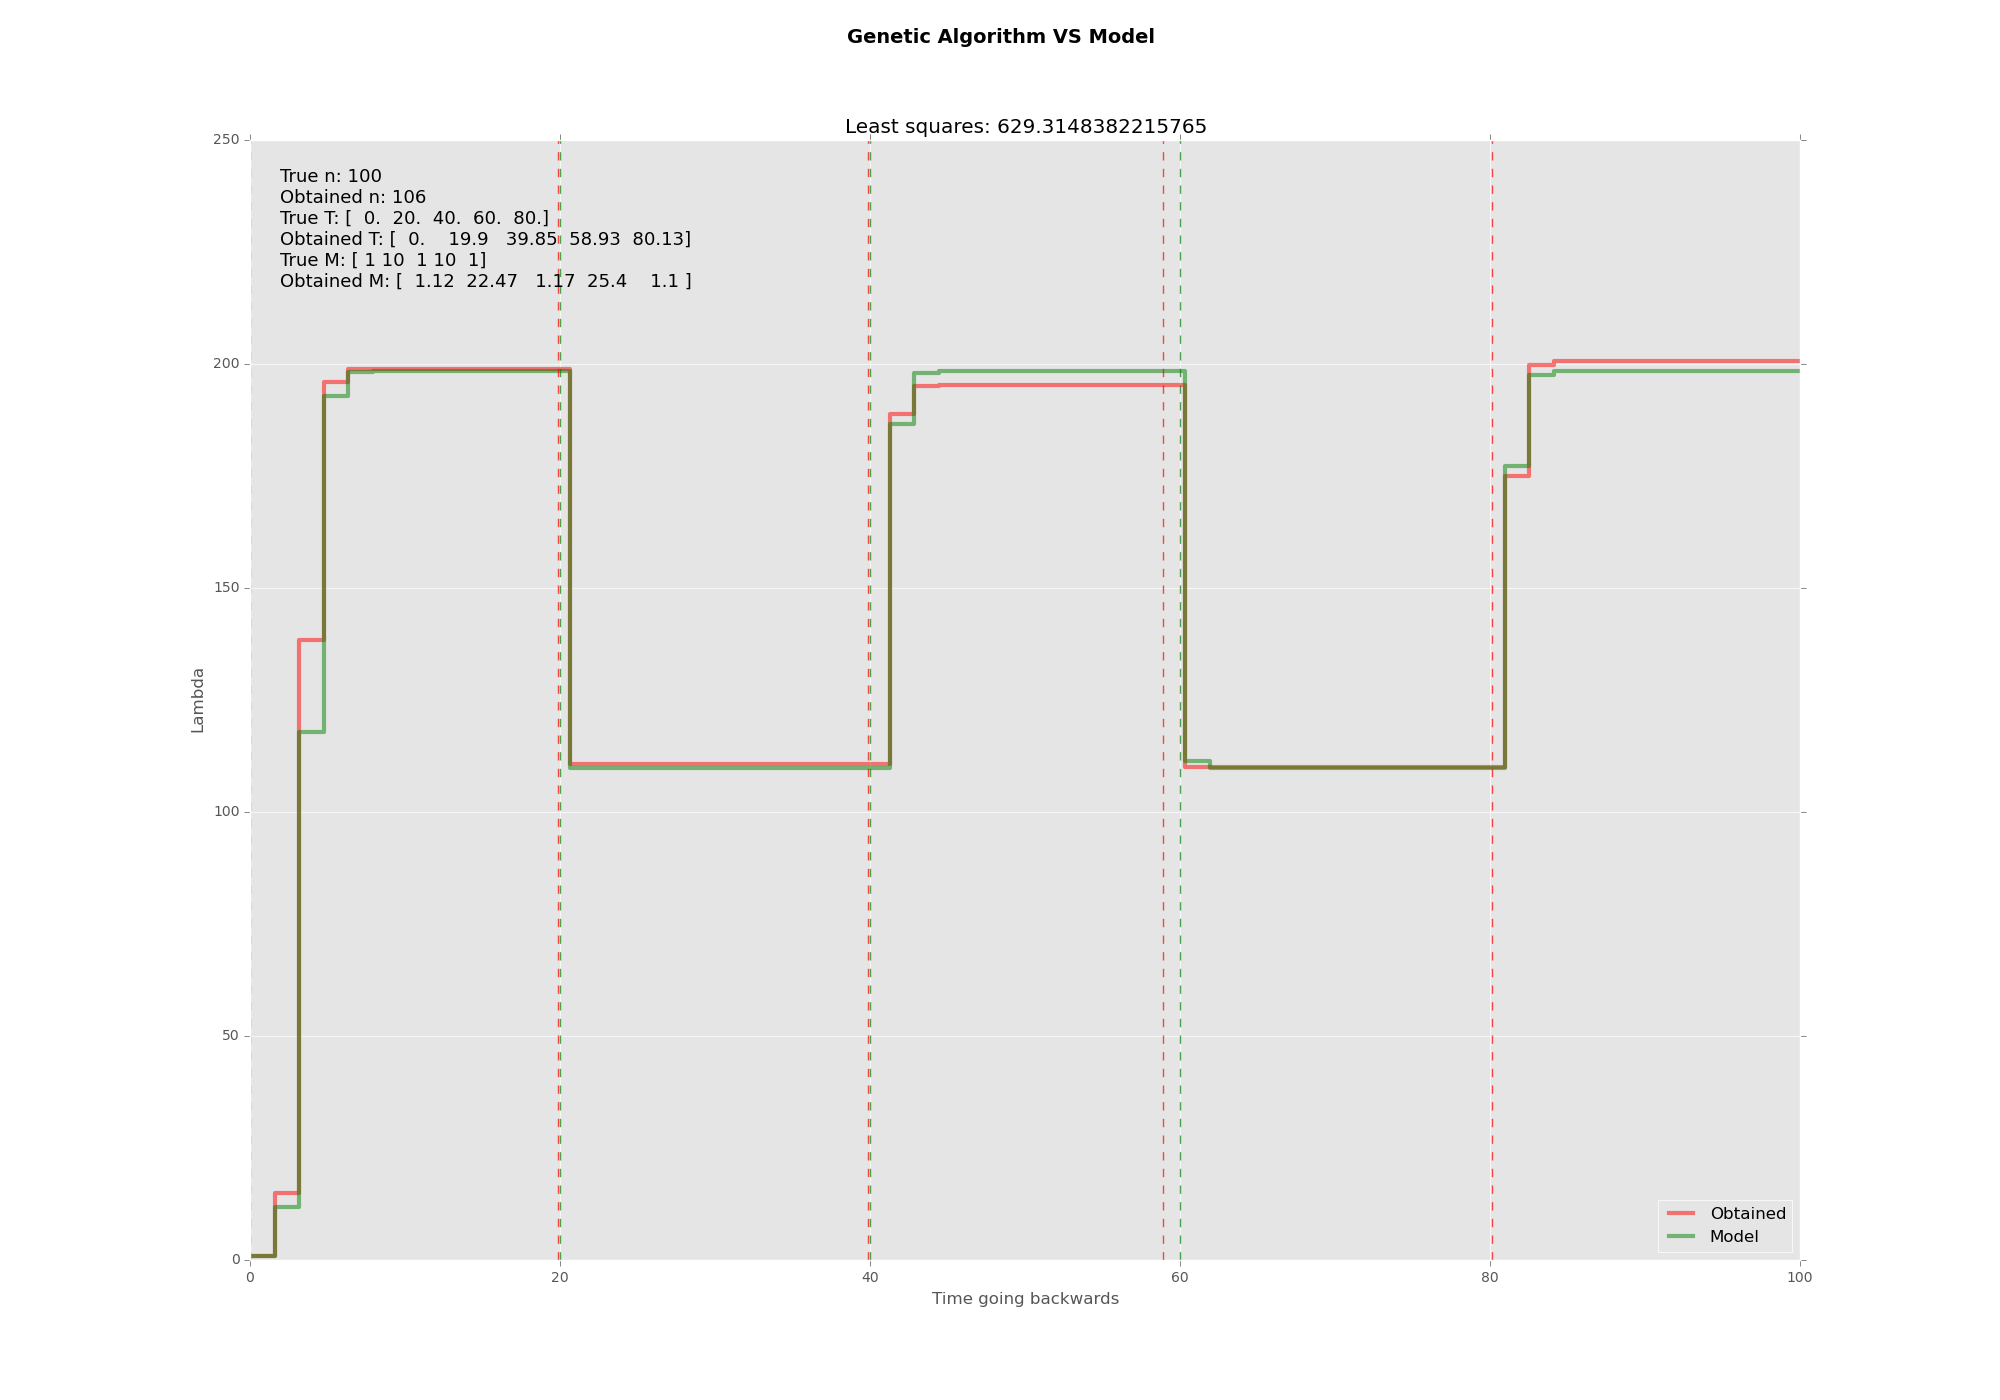 Genetic Algorithm VS Model
Least squares: 629.3148382215765
250
200
150
100
50
0
True n: 100
Obtained n: 106
True T: [  0.  20.  40.  60.  80.]
Obtained T: [  0.    19.9   39.85  58.93  80.13]
True M: [ 1 10  1 10  1]
Obtained M: [  1.12  22.47   1.17  25.4    1.1 ]
Lambda
Obtained
Model
0 20 40 60 80 100
Time going backwards